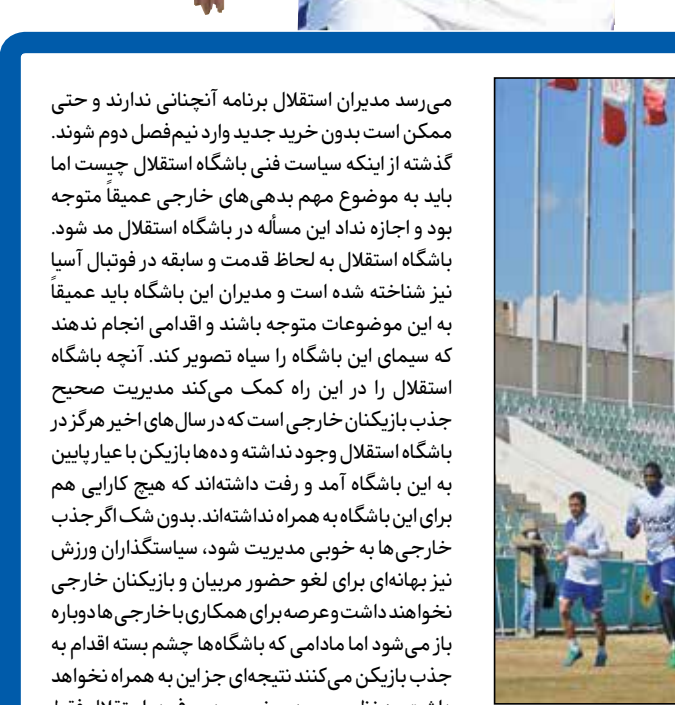 می‌رسد مدیران استقلال برنامه آنچنانی ندارند و حتی
ممکن است بدون خرید جدید وارد نیم‌فصل دوم شوند.
گذشته از اینکه سیاست فنی باشگاه استقلال چیست اما
باید به موضوع مهم بدهی‌های خارجی عمیقاً متوجه
بود و اجازه نداد این مسأله در باشگاه استقلال مد شود.
باشگاه استقلال به لحاظ قدمت و سابقه در فوتبال آسیا
نیز شناخته شده است و مدیران این باشگاه باید عمیقاً
به این موضوعات متوجه باشند و اقدامی انجام ندهند
که سیمای این باشگاه را سیاه تصویر کند. آنچه باشگاه
استقلال را در این راه کمک می‌کند مدیریت صحیح
جذب بازیکنان خارجی است که در سال‌های اخیر هرگز در
باشگاه استقلال وجود نداشته و ده‌ها بازیکن با عیار پایین
به این باشگاه آمد و رفت داشته‌اند که هیچ کارایی هم
برای این باشگاه به همراه نداشته‌اند. بدون شک اگر جذب
خارجی‌ها به خوبی مدیریت شود، سیاستگذاران ورزش
نیز بهانه‌ای برای لغو حضور مربیان و بازیکنان خارجی
نخواهند داشت و عرصه برای همکاری با خارجی‌ها دوباره
باز می‌شود اما مادامی که باشگاه‌ها چشم بسته اقدام به
جذب بازیکن می‌کنند نتیجه‌ای جز این به همراه نخواهد